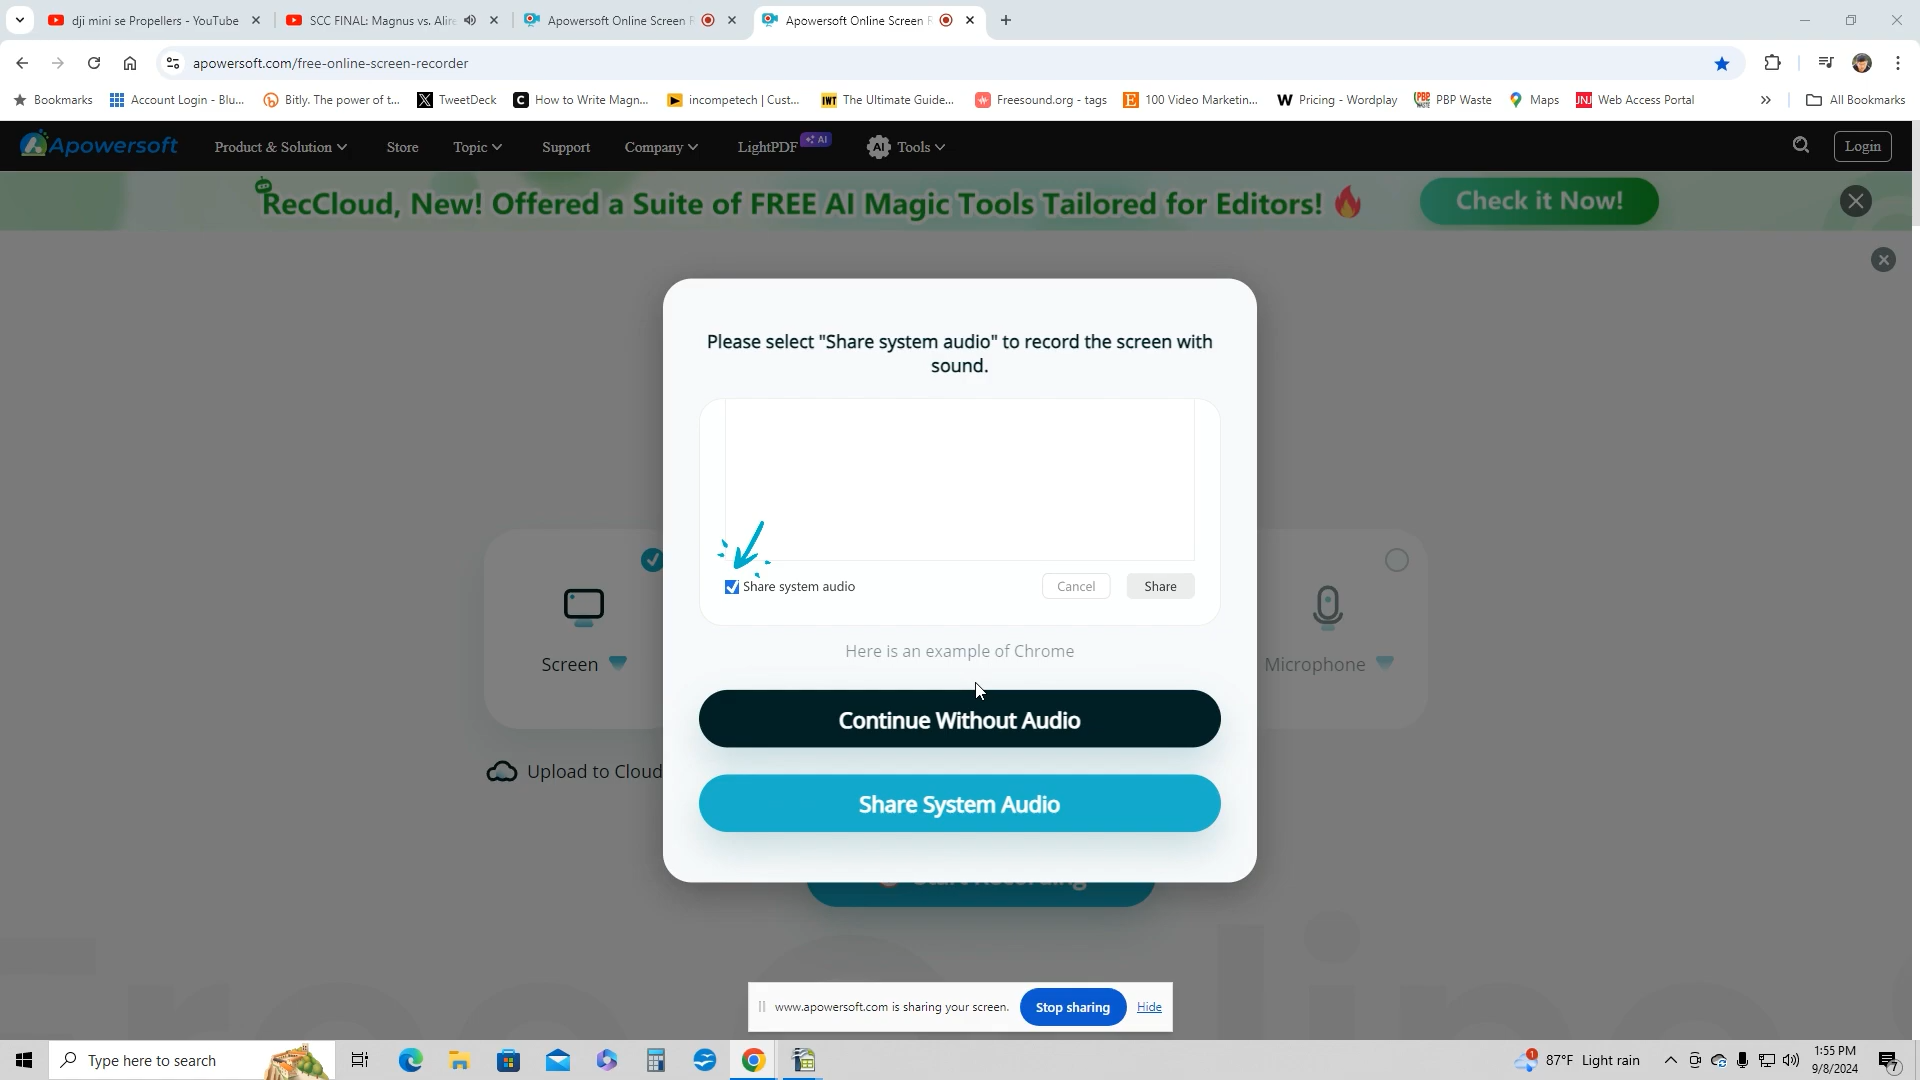 dji mini se Propellers - YouTube
SCC FINAL: Magnus vs. Alire
Apowersoft Online Screen R
Apowersoft Online Screen R
apowersoft.com/free-online-screen-recorder
Bookmarks
Account Login - Blu...
Bitly. The power of t...
TweetDeck
How to Write Magn...
incompetech | Cust...
IWT
The Ultimate Guide...
Freesound.org - tags
100 Video Marketin...
Pricing - Wordplay
PBP Waste
Maps
JNJ
Web Access Portal
All Bookmarks
Apowersoft
Product & Solution
Store
Topic
Support
Company
LightPDF
AI
AI
Tools
Login
RecCloud, New! Offered a Suite of FREE AI Magic Tools Tailored for Editors!
Check it Now!
Please select "Share system audio" to record the screen with
sound.
Share system audio
Cancel
Share
Here is an example of Chrome
Screen
Microphone
Continue Without Audio
Upload to Cloud
Share System Audio
Start Recording
www.apowersoft.com is sharing your screen.
Stop sharing
Hide
Type here to search
87°F Light rain
1:55 PM
9/8/2024
7